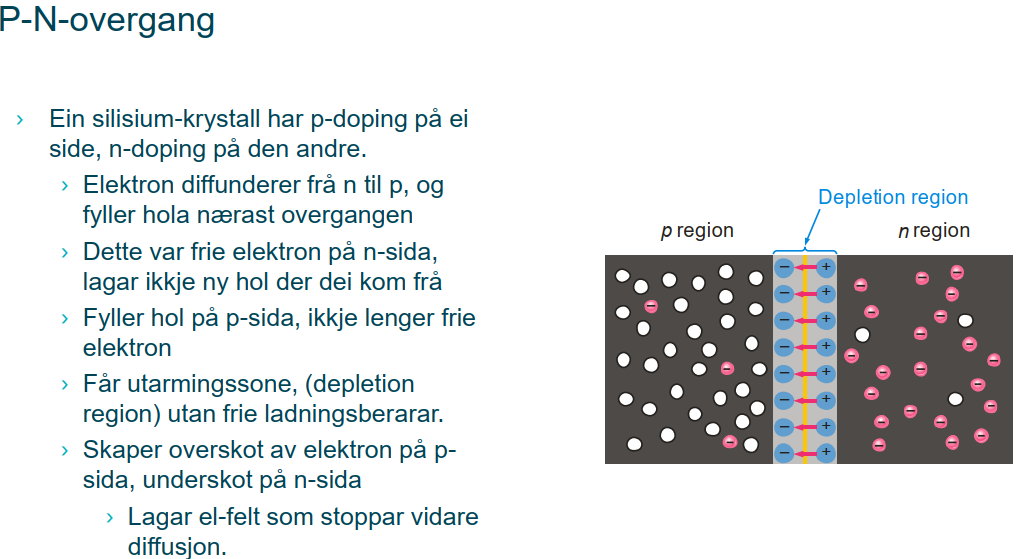 P-N-overgang
› Ein silisium-krystall har p-doping på ei
side, n-doping på den andre.
› Elektron diffunderer frå n til p, og
fyller hola nærast overgangen
› Dette var frie elektron på n-sida,
lagar ikkje ny hol der dei kom frå
› Fyller hol på p-sida, ikkje lenger frie
elektron
› Får utarmingssone, (depletion
region) utan frie ladningsberarar.
› Skaper overskot av elektron på p-
sida, underskot på n-sida
› Lagar el-felt som stoppar vidare
diffusjon.
Depletion region
p region
n region